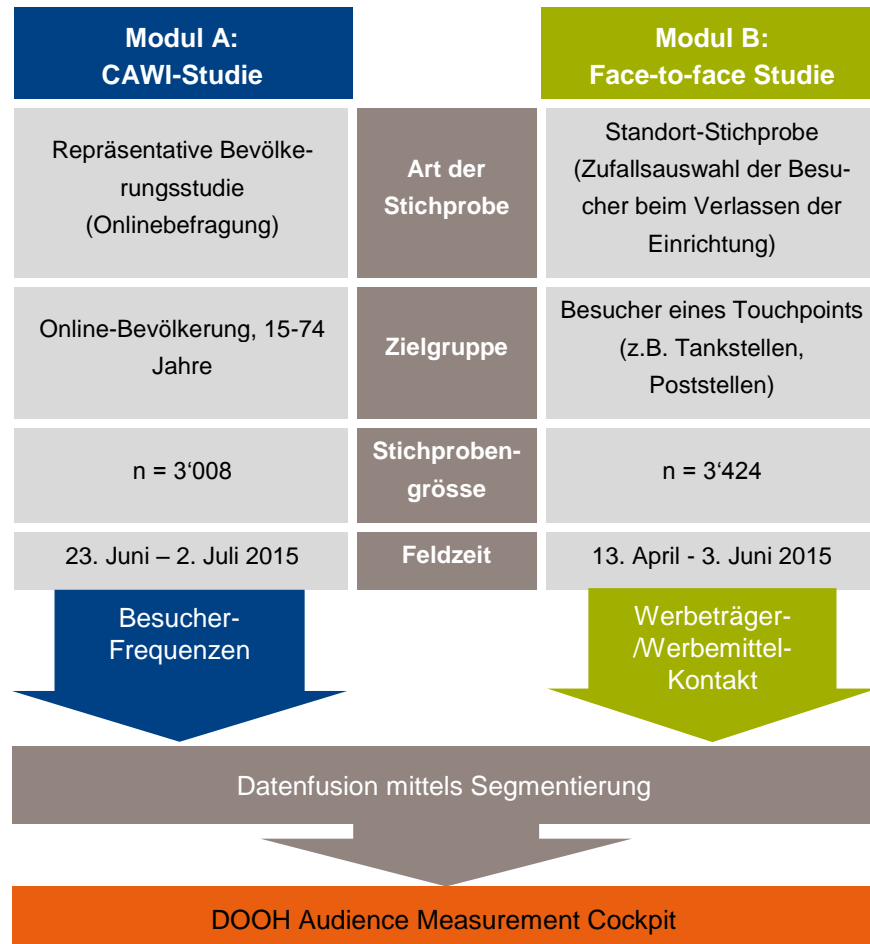 Modul A:
CAWI-Studie
Modul B:
Face-to-face Studie
Repräsentative Bevölke-
rungsstudie
(Onlinebefragung)
Art der
Stichprobe
Standort-Stichprobe
(Zufallsauswahl der Besu-
cher beim Verlassen der
Einrichtung)
Online-Bevölkerung, 15-74
Jahre
Zielgruppe
Besucher eines Touchpoints
(z.B. Tankstellen,
Poststellen)
n = 3‘008
Stichproben-
grösse
n = 3‘424
23. Juni – 2. Juli 2015
Feldzeit
13. April - 3. Juni 2015
Besucher-
Frequenzen
Werbeträger-
/Werbemittel-
Kontakt
Datenfusion mittels Segmentierung
DOOH Audience Measurement Cockpit